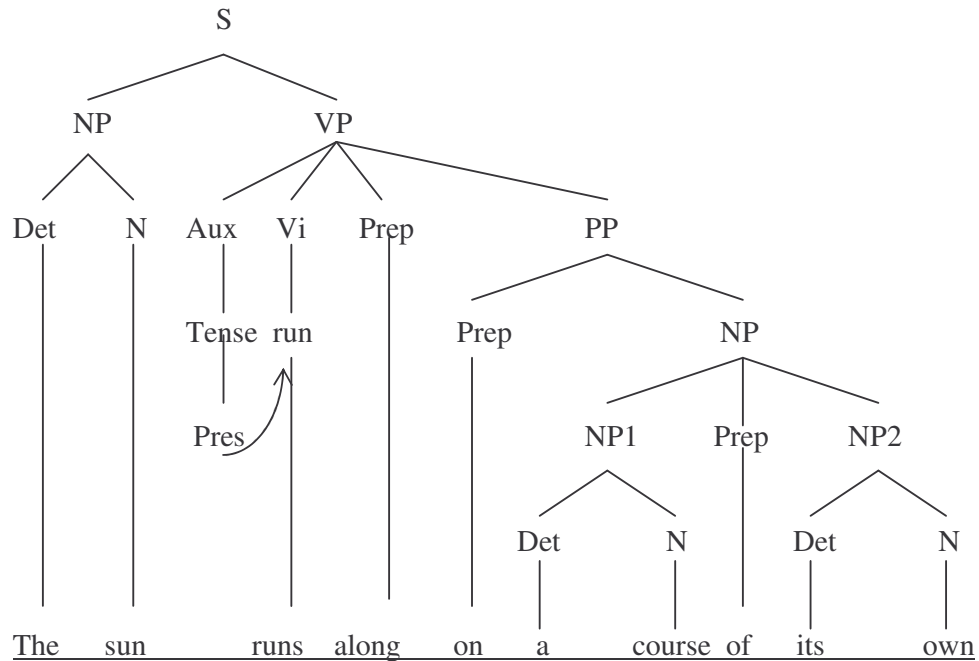 S
NP VP
Det N Aux Vi Prep PP
Tense run Prep NP
Pres NP1 Prep NP2
Det N Det N
The sun runs along on a course of its own